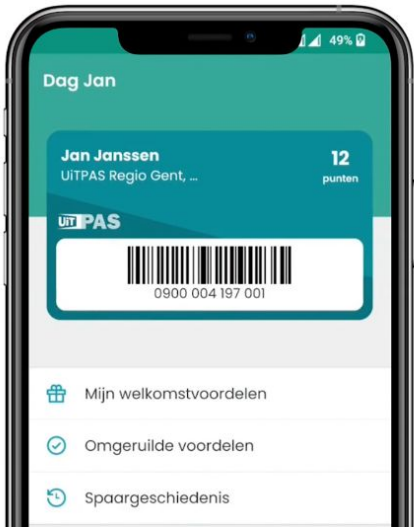 49%
Dag Jan
Jan Janssen
12
UiTPAS Regio Gent, ...
punten
UiTPAS
0900 004 197 001
Mijn welkomstvoordelen
Omgeruilde voordelen
Spaargeschiedenis